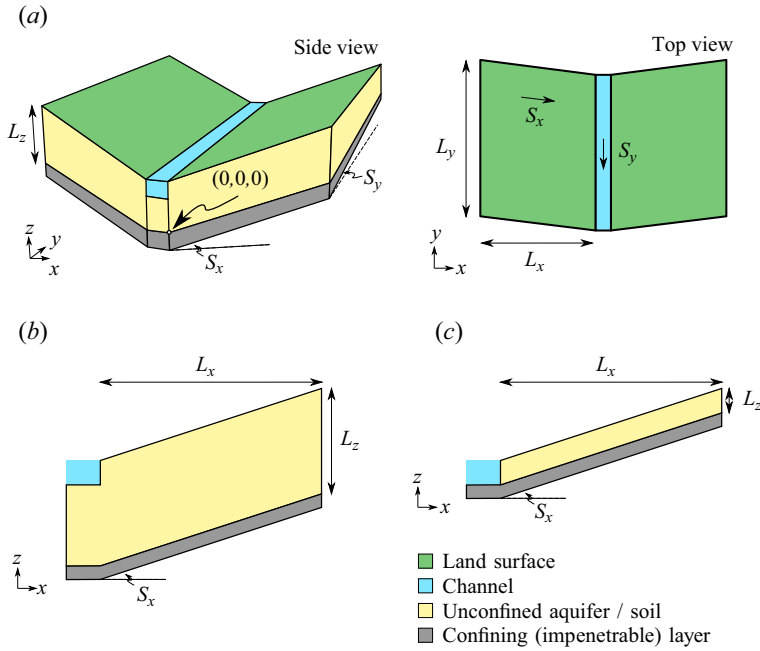 (a)
Side view
Top view
L_z
(0,0,0)
S_y
S_x
z
y
x
S_x
L_y
S_y
L_x
y
x
(b)
(c)
L_x
L_z
S_x
z
x
L_x
L_z
S_x
z
x
Land surface
Channel
Unconfined aquifer / soil
Confining (impenetrable) layer